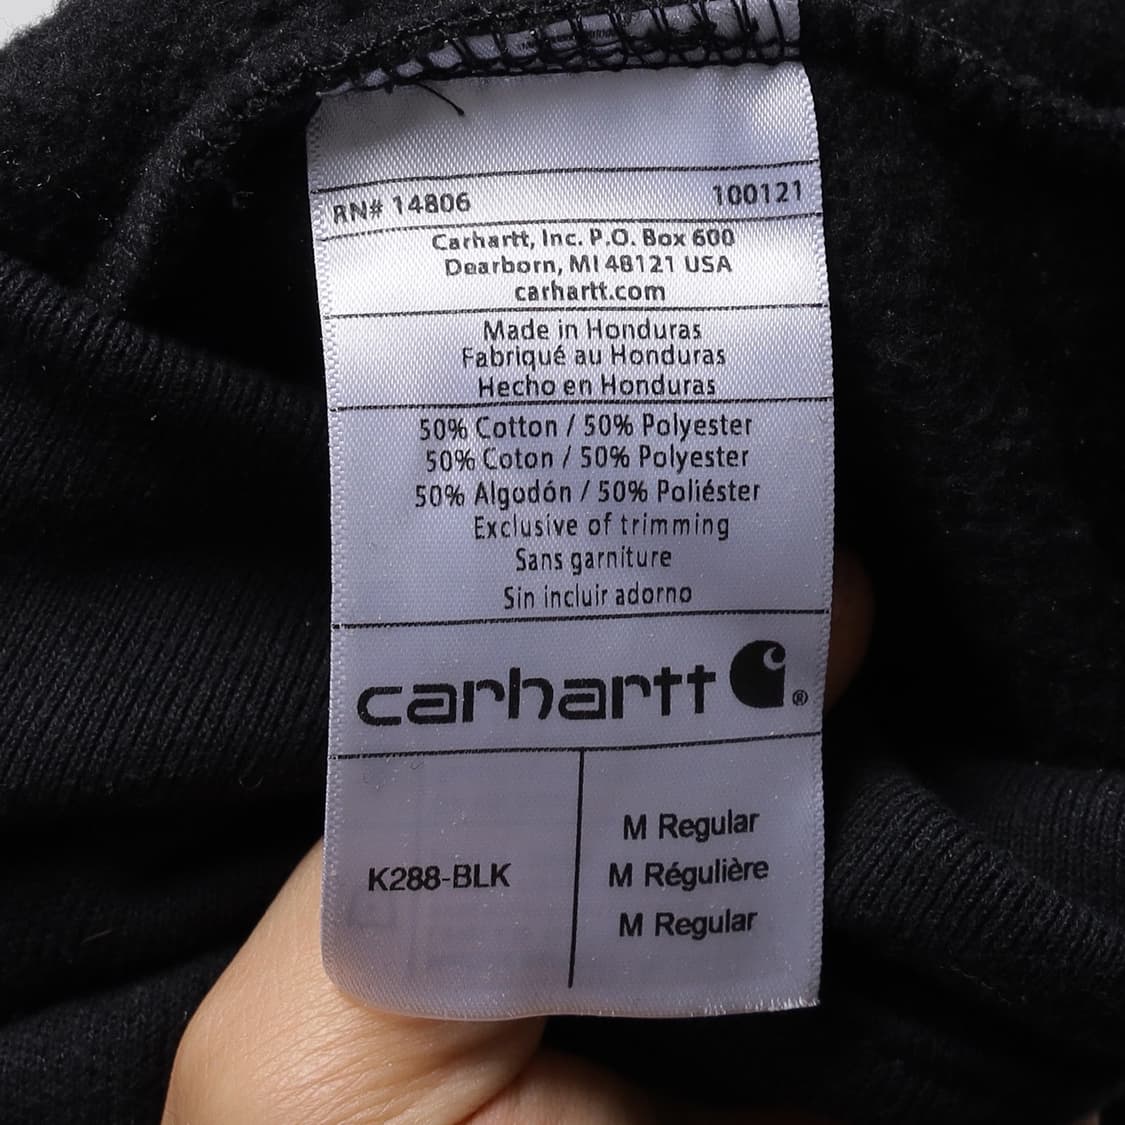 RN# 14806 100121
Carhartt, Inc. P.O. Box 600
Dearborn, MI 48121 USA
carhartt.com
Made in Honduras
Fabriqué au Honduras
Hecho en Honduras
50% Cotton / 50% Polyester
50% Coton / 50% Polyester
50% Algodón / 50% Poliéster
Exclusive of trimming
Sans garniture
Sin incluir adorno
carhartt ®
K288-BLK
M Regular
M Régulière
M Regular